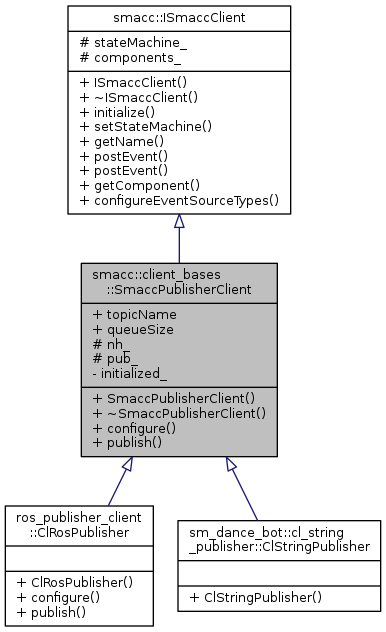 smacc::ISmaccClient
# stateMachine_
# components_
+ ISmaccClient()
+ ~ISmaccClient()
+ initialize()
+ setStateMachine()
+ getName()
+ postEvent()
+ postEvent()
+ getComponent()
+ configureEventSourceTypes()
smacc::client_bases
::SmaccPublisherClient
+ topicName
+ queueSize
# nh_
# pub_
- initialized_
+ SmaccPublisherClient()
+ ~SmaccPublisherClient()
+ configure()
+ publish()
ros_publisher_client
::ClRosPublisher
+ ClRosPublisher()
+ configure()
+ publish()
sm_dance_bot::cl_string
_publisher::ClStringPublisher
+ ClStringPublisher()